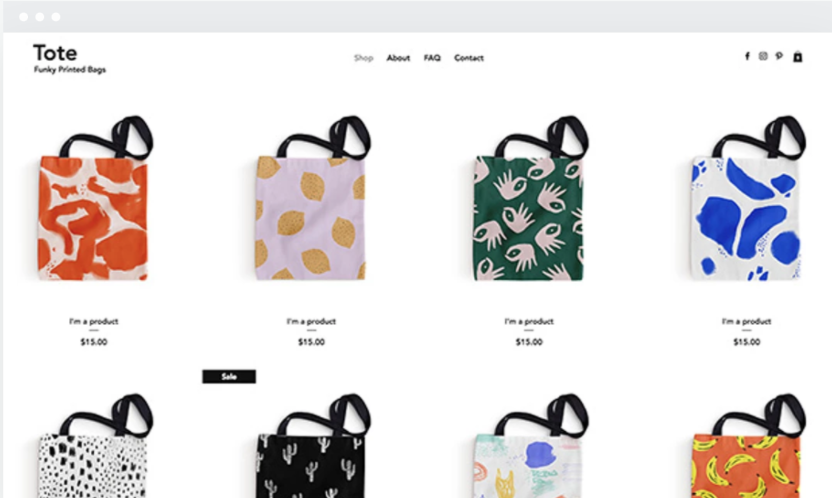 Tote
Funky Printed Bags
Shop About FAQ Contact
I'm a product I'm a product I'm a product I'm a product
$15.00 $15.00 $15.00 $15.00
Sale